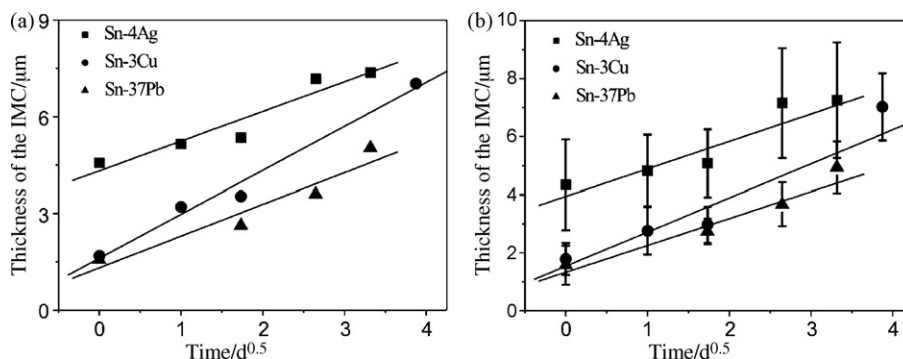 (a)
9
Sn-4Ag
Sn-3Cu
Sn-37Pb
6
3
0
Thickness of the IMC/μm
0 1 2 3 4
Time/d^0.5
(b)
10
Sn-4Ag
Sn-3Cu
Sn-37Pb
8
6
4
2
0
Thickness of the IMC/μm
0 1 2 3 4
Time/d^0.5